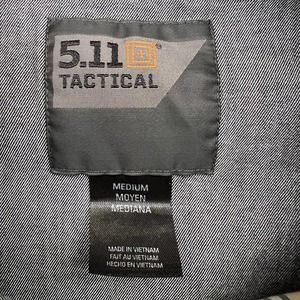 5.11®
TACTICAL
MEDIUM
MOYEN
MEDIANA
MADE IN VIETNAM
FAIT AU VIETNAM
HECHO EN VIETNAM